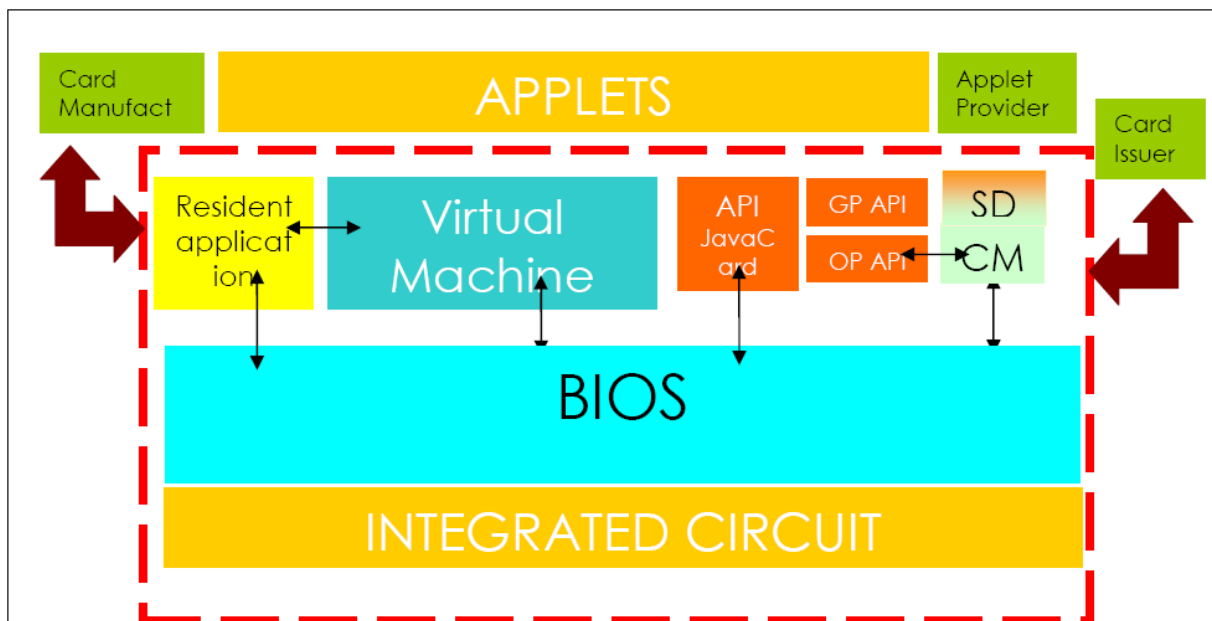 Card
Manufact
APPLETS
Applet
Provider
Card
Issuer
Resident
applicat
ion
Virtual
Machine
API
JavaC
ard
GP API
OP API
SD
CM
BIOS
INTEGRATED CIRCUIT